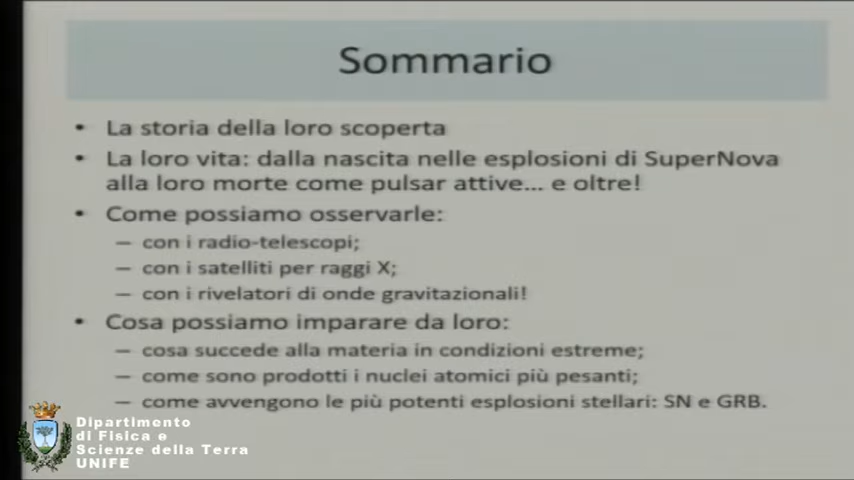 Sommario
• La storia della loro scoperta
• La loro vita: dalla nascita nelle esplosioni di SuperNova
alla loro morte come pulsar attive... e oltre!
• Come possiamo osservarle:
– con i radio-telescopi;
– con i satelliti per raggi X;
– con i rivelatori di onde gravitazionali!
• Cosa possiamo imparare da loro:
– cosa succede alla materia in condizioni estreme;
– come sono prodotti i nuclei atomici più pesanti;
– come avvengono le più potenti esplosioni stellari: SN e GRB.
Dipartimento
di Fisica e
Scienze della Terra
UNIFE